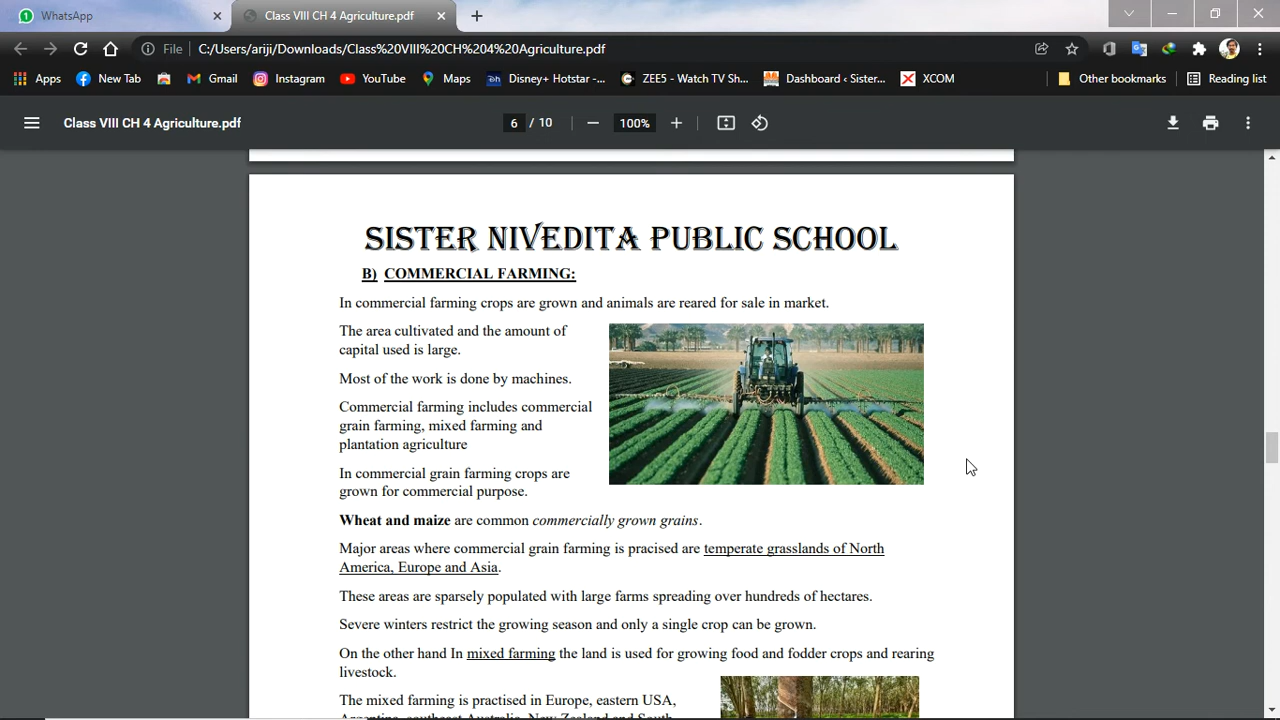 WhatsApp
Class VIII CH 4 Agriculture.pdf
File
C:/Users/ariji/Downloads/Class%20VIII%20CH%204%20Agriculture.pdf
Apps
New Tab
Gmail
Instagram
YouTube
Maps
Disney+ Hotstar -...
ZEE5 - Watch TV Sh...
Dashboard ‹ Sister...
XCOM
Other bookmarks
Reading list
Class VIII CH 4 Agriculture.pdf
6 / 10
100%
SISTER NIVEDITA PUBLIC SCHOOL
B) COMMERCIAL FARMING:
In commercial farming crops are grown and animals are reared for sale in market.
The area cultivated and the amount of
capital used is large.
Most of the work is done by machines.
Commercial farming includes commercial
grain farming, mixed farming and
plantation agriculture
In commercial grain farming crops are
grown for commercial purpose.
Wheat and maize are common commercially grown grains.
Major areas where commercial grain farming is pracised are temperate grasslands of North
America, Europe and Asia.
These areas are sparsely populated with large farms spreading over hundreds of hectares.
Severe winters restrict the growing season and only a single crop can be grown.
On the other hand In mixed farming the land is used for growing food and fodder crops and rearing
livestock.
The mixed farming is practised in Europe, eastern USA,
Argentina, southeast Australia, New Zealand and South